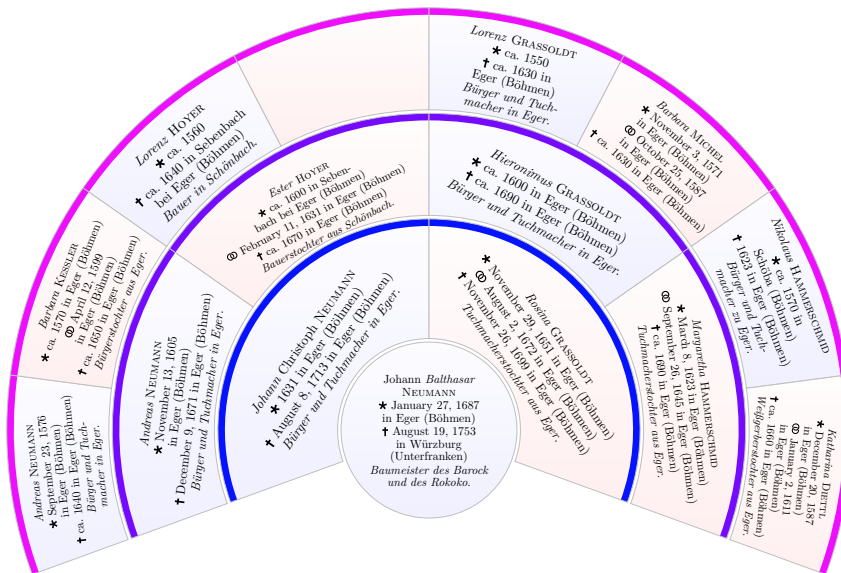 Johann Balthasar
NEUMANN
★ January 27, 1687
in Eger (Böhmen)
✝ August 19, 1753
in Würzburg
(Unterfranken)
Baumeister des Barock
und des Rokoko.
Johann Christoph NEUMANN
★ 1631 in Eger (Böhmen)
✝ August 8, 1713 in Eger (Böhmen)
Bürger und Tuchmacher in Eger.
Rosina GRASSOLDT
★ November 29, 1651 in Eger (Böhmen)
⚭ August 2, 1672 in Eger (Böhmen)
✝ November 26, 1699 in Eger (Böhmen)
Tuchmacherstochter aus Eger.
Andreas NEUMANN
★ November 13, 1605
in Eger (Böhmen)
✝ December 9, 1671 in Eger (Böhmen)
Bürger und Tuchmacher in Eger.
Ester HOYER
★ ca. 1600 in Seben-
bach bei Eger (Böhmen)
⚭ February 11, 1631 in Eger (Böhmen)
✝ ca. 1670 in Eger (Böhmen)
Bauerstochter aus Schönbach.
Hieronimus GRASSOLDT
★ ca. 1600 in Eger (Böhmen)
✝ ca. 1690 in Eger (Böhmen)
Bürger und Tuchmacher in Eger.
Margaretha HAMMERSCHMID
★ March 8, 1623 in Eger (Böhmen)
⚭ September 26, 1645 in Eger (Böhmen)
✝ ca. 1690 in Eger (Böhmen)
Tuchmacherstochter aus Eger.
Andreas NEUMANN
★ September 23, 1576
in Eger (Böhmen)
✝ ca. 1640 in Eger (Böhmen)
Bürger und Tuch-
macher in Eger.
Barbara KESSLER
★ ca. 1570 in Eger (Böhmen)
⚭ April 12, 1599
in Eger (Böhmen)
✝ ca. 1650 in Eger (Böhmen)
Bürgerstochter aus Eger.
Lorenz HOYER
★ ca. 1560
✝ ca. 1640 in Sebenbach
bei Eger (Böhmen)
Bauer in Schönbach.
Lorenz GRASSOLDT
★ ca. 1550
✝ ca. 1630 in
Eger (Böhmen)
Bürger und Tuch-
macher in Eger.
Barbara MICHEL
★ November 3, 1571
in Eger (Böhmen)
⚭ October 25, 1587
in Eger (Böhmen)
✝ ca. 1630 in Eger (Böhmen)
Nikolaus HAMMERSCHMID
★ ca. 1570 in
Schöba (Böhmen)
✝ 1623 in Eger (Böhmen)
Bürger und Tuch-
macher zu Eger.
Katharina DIETTL
★ December 20, 1587
in Eger (Böhmen)
⚭ January 2, 1611
in Eger (Böhmen)
✝ ca. 1660 in Eger (Böhmen)
Weißgerberstochter aus Eger.